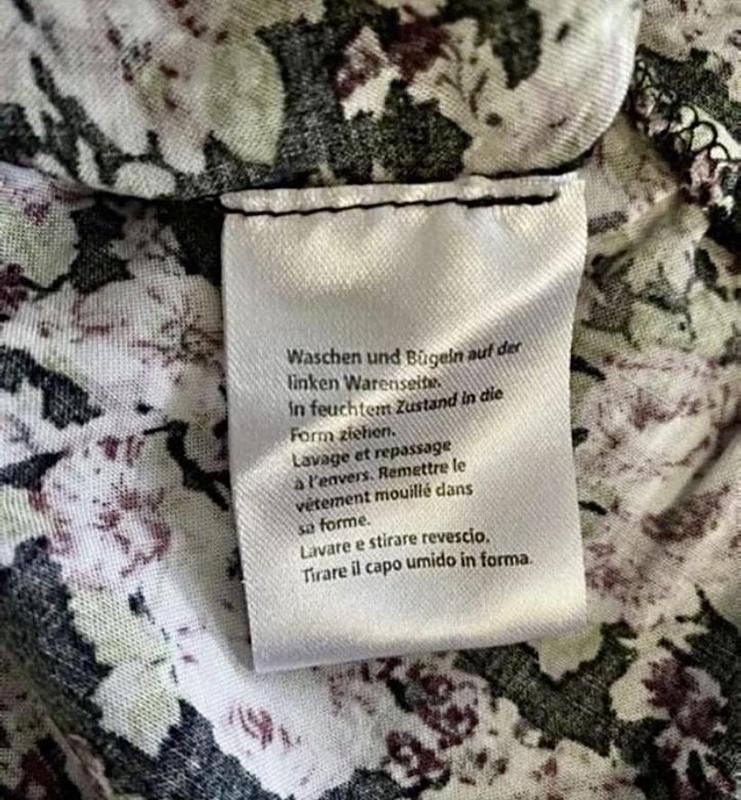 Waschen und Bügeln auf der
linken Warenseite.
In feuchtem Zustand in die
Form ziehen.
Lavage et repassage
à l'envers. Remettre le
vêtement mouillé dans
sa forme.
Lavare e stirare revescio.
Tirare il capo umido in forma.